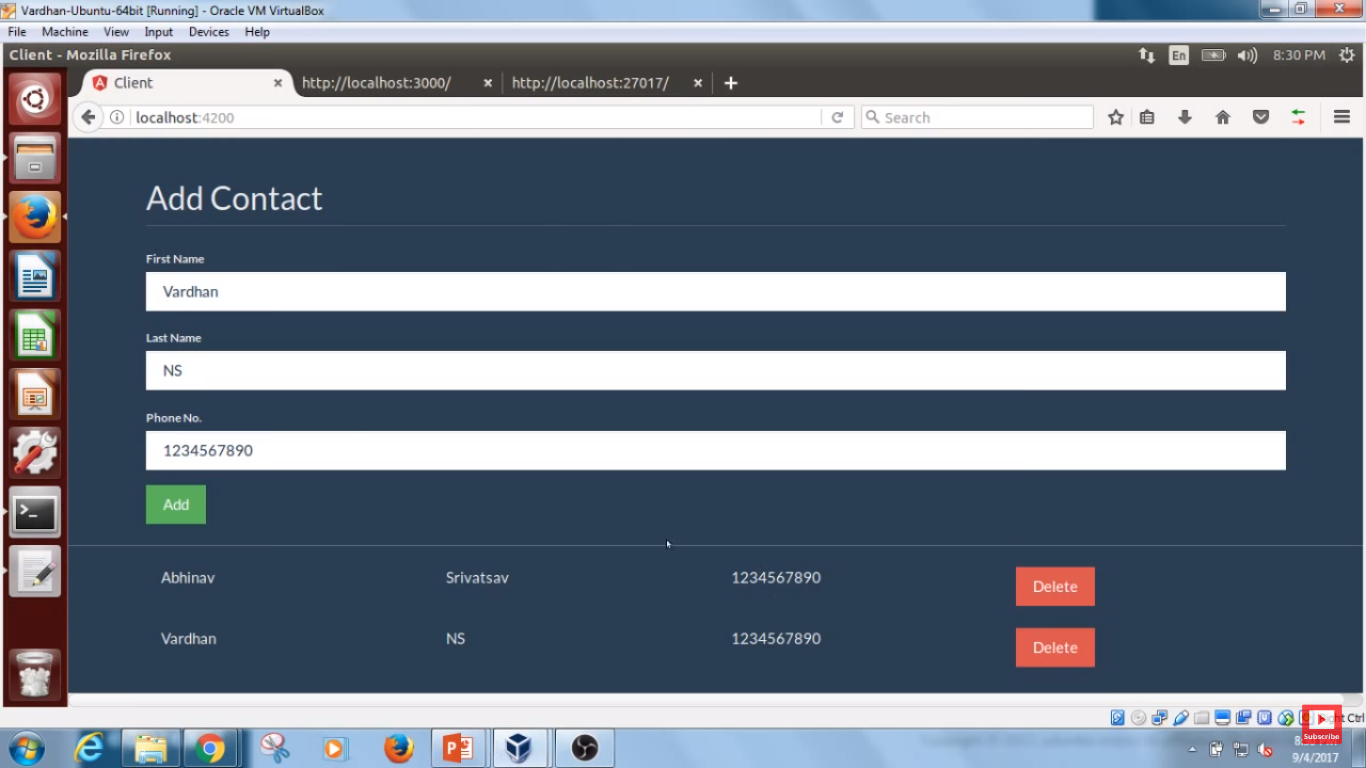 Vardhan-Ubuntu-64bit [Running] - Oracle VM VirtualBox
File Machine View Input Devices Help
Client - Mozilla Firefox
En 8:30 PM
Client http://localhost:3000/ http://localhost:27017/
localhost:4200 Search
Add Contact
First Name
Vardhan
Last Name
NS
Phone No.
1234567890
Add
Abhinav Srivatsav 1234567890 Delete
Vardhan NS 1234567890 Delete
Ctrl
Subscribe
9/4/2017